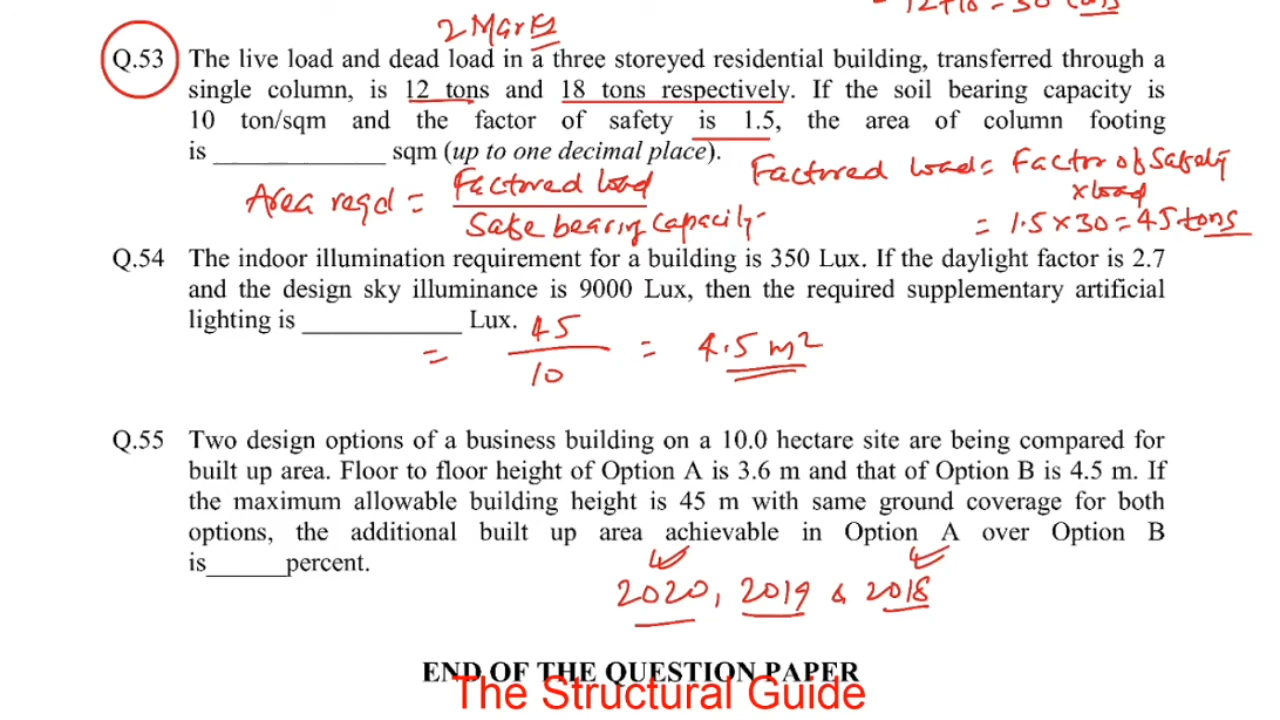 = 12+18 = 30 tons
2 Marks
Q.53 The live load and dead load in a three storeyed residential building, transferred through a
single column, is 12 tons and 18 tons respectively. If the soil bearing capacity is
10 ton/sqm and the factor of safety is 1.5, the area of column footing
is _____________ sqm (up to one decimal place).
Factored load = Factor of Safety
x load
= 1.5 x 30 = 45 tons
Area reqd = Factored load
Safe bearing capacity
Q.54 The indoor illumination requirement for a building is 350 Lux. If the daylight factor is 2.7
and the design sky illuminance is 9000 Lux, then the required supplementary artificial
lighting is ____________ Lux.
= 45
10
= 4.5 m2
Q.55 Two design options of a business building on a 10.0 hectare site are being compared for
built up area. Floor to floor height of Option A is 3.6 m and that of Option B is 4.5 m. If
the maximum allowable building height is 45 m with same ground coverage for both
options, the additional built up area achievable in Option A over Option B
is______percent.
2020, 2019 & 2018
END OF THE QUESTION PAPER
The Structural Guide